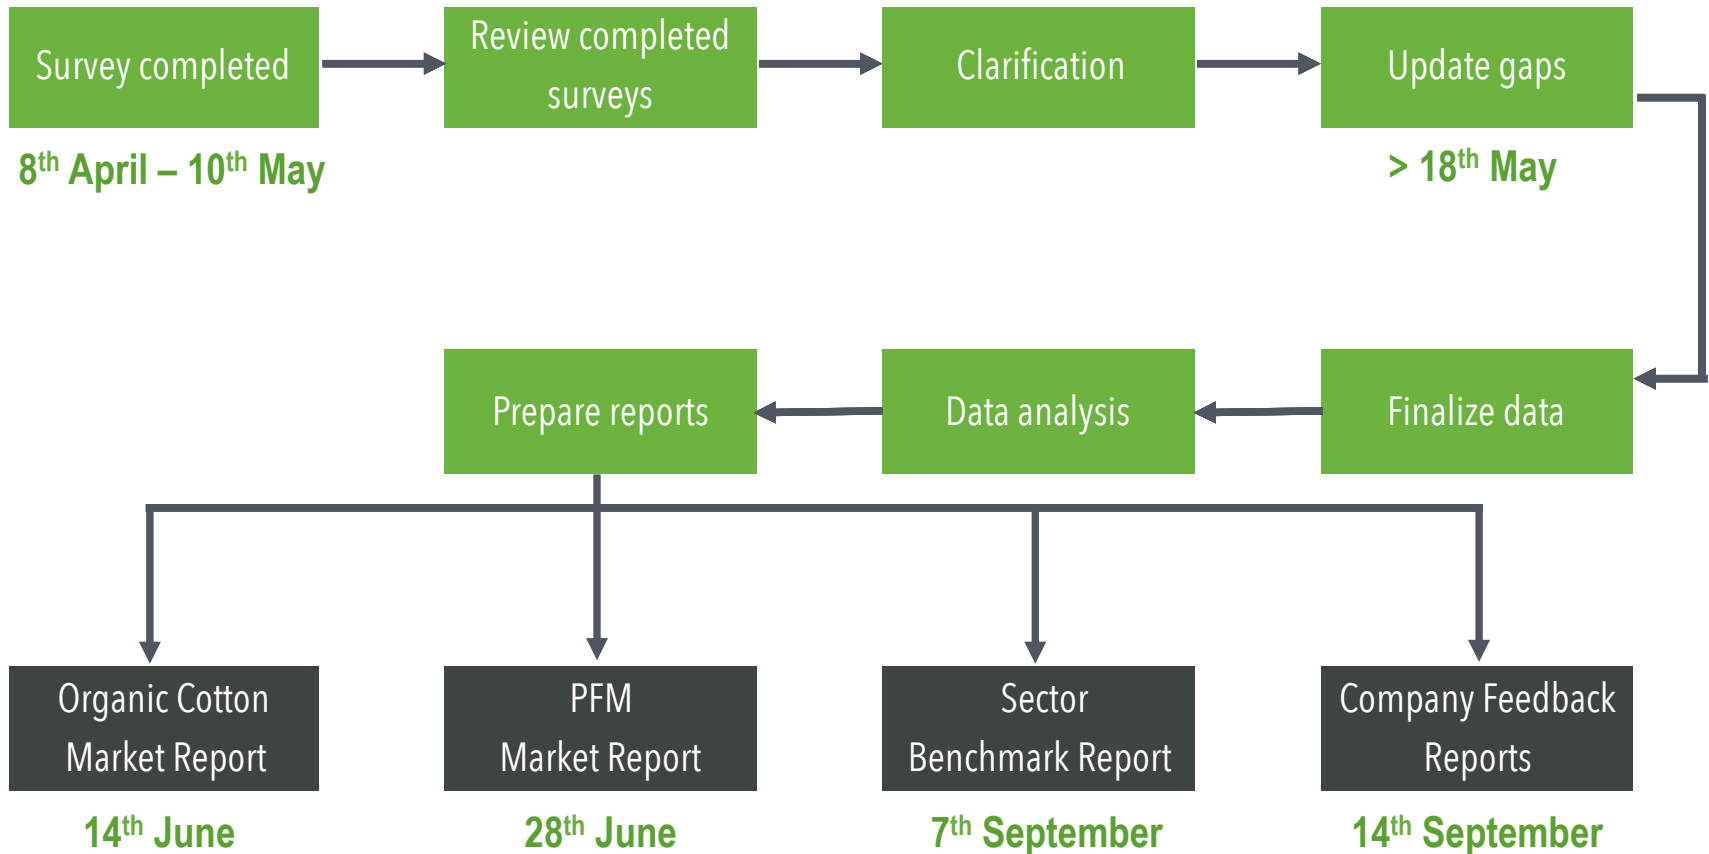 Survey completed
Review completed
surveys
Clarification
Update gaps
8th April – 10th May
> 18th May
Prepare reports
Data analysis
Finalize data
Organic Cotton
Market Report
PFM
Market Report
Sector
Benchmark Report
Company Feedback
Reports
14th June
28th June
7th September
14th September